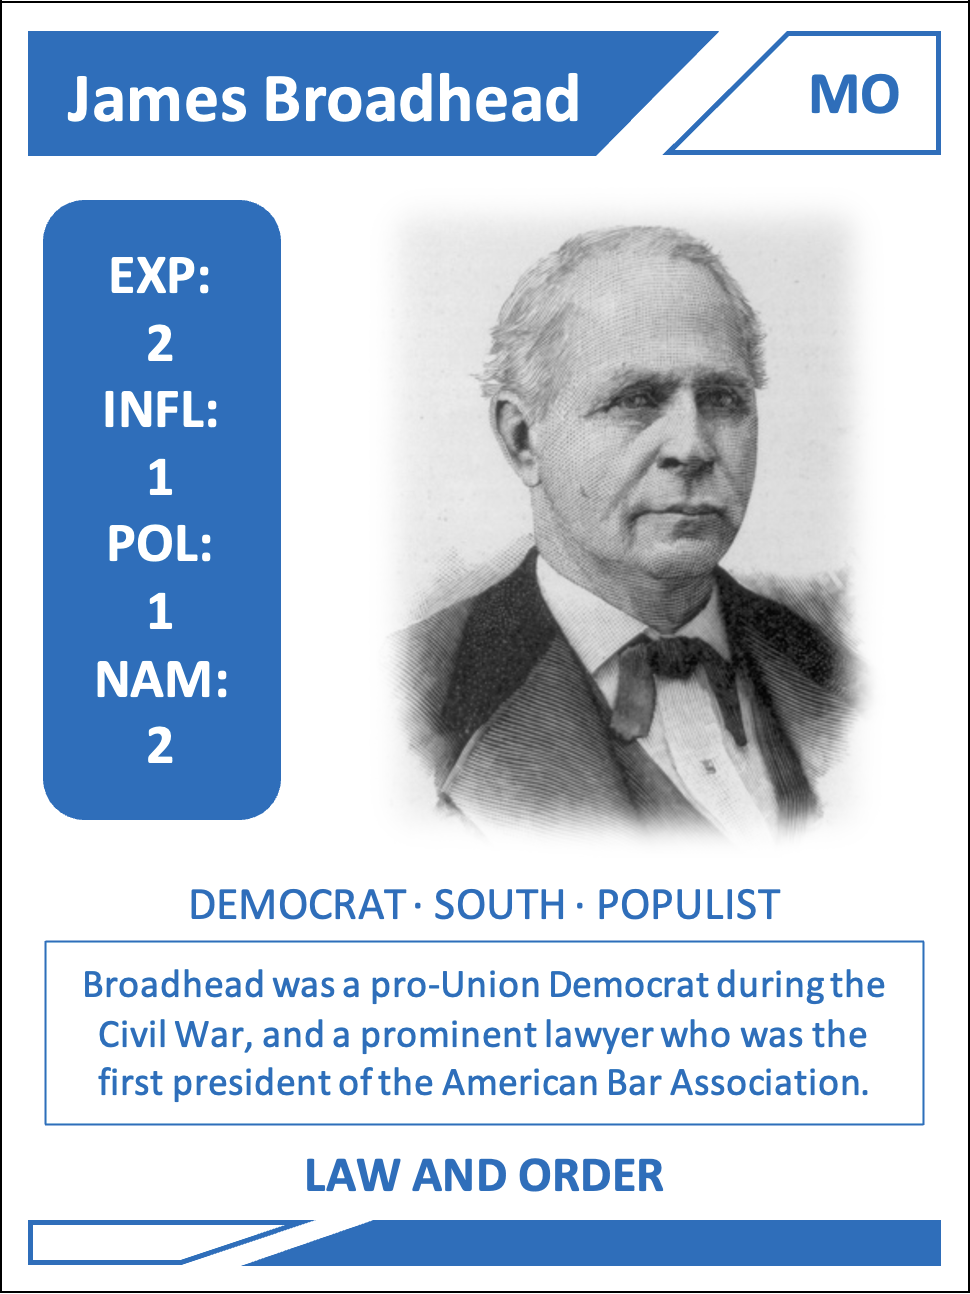 James Broadhead
MO
EXP:
2
INFL:
1
POL:
1
NAM:
2
DEMOCRAT · SOUTH · POPULIST
Broadhead was a pro-Union Democrat during the
Civil War, and a prominent lawyer who was the
first president of the American Bar Association.
LAW AND ORDER